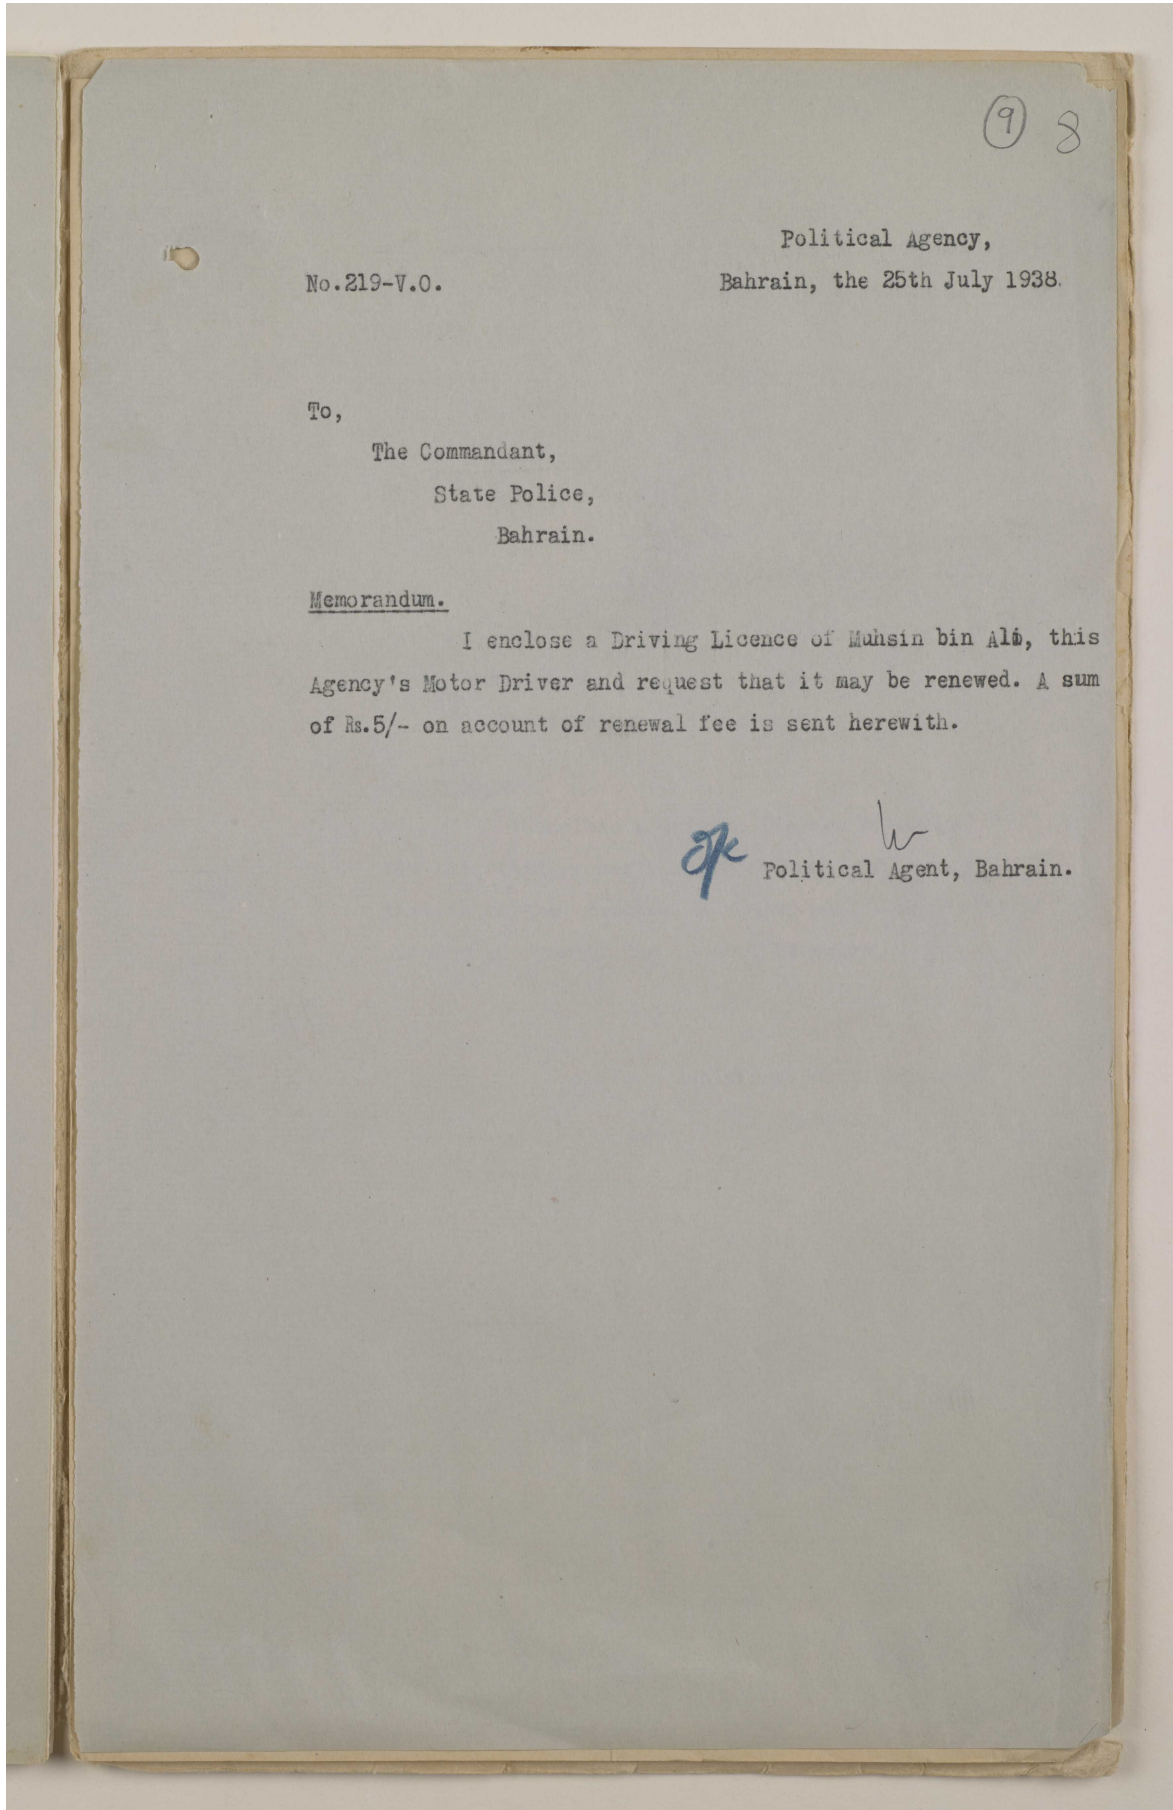 9 8
Political Agency,
No.219-V.O. Bahrain, the 25th July 1938.
To,
The Commandant,
State Police,
Bahrain.
Memorandum.
I enclose a Driving Licence of Muhsin bin Ali, this
Agency's Motor Driver and request that it may be renewed. A sum
of Rs.5/- on account of renewal fee is sent herewith.
Political Agent, Bahrain.